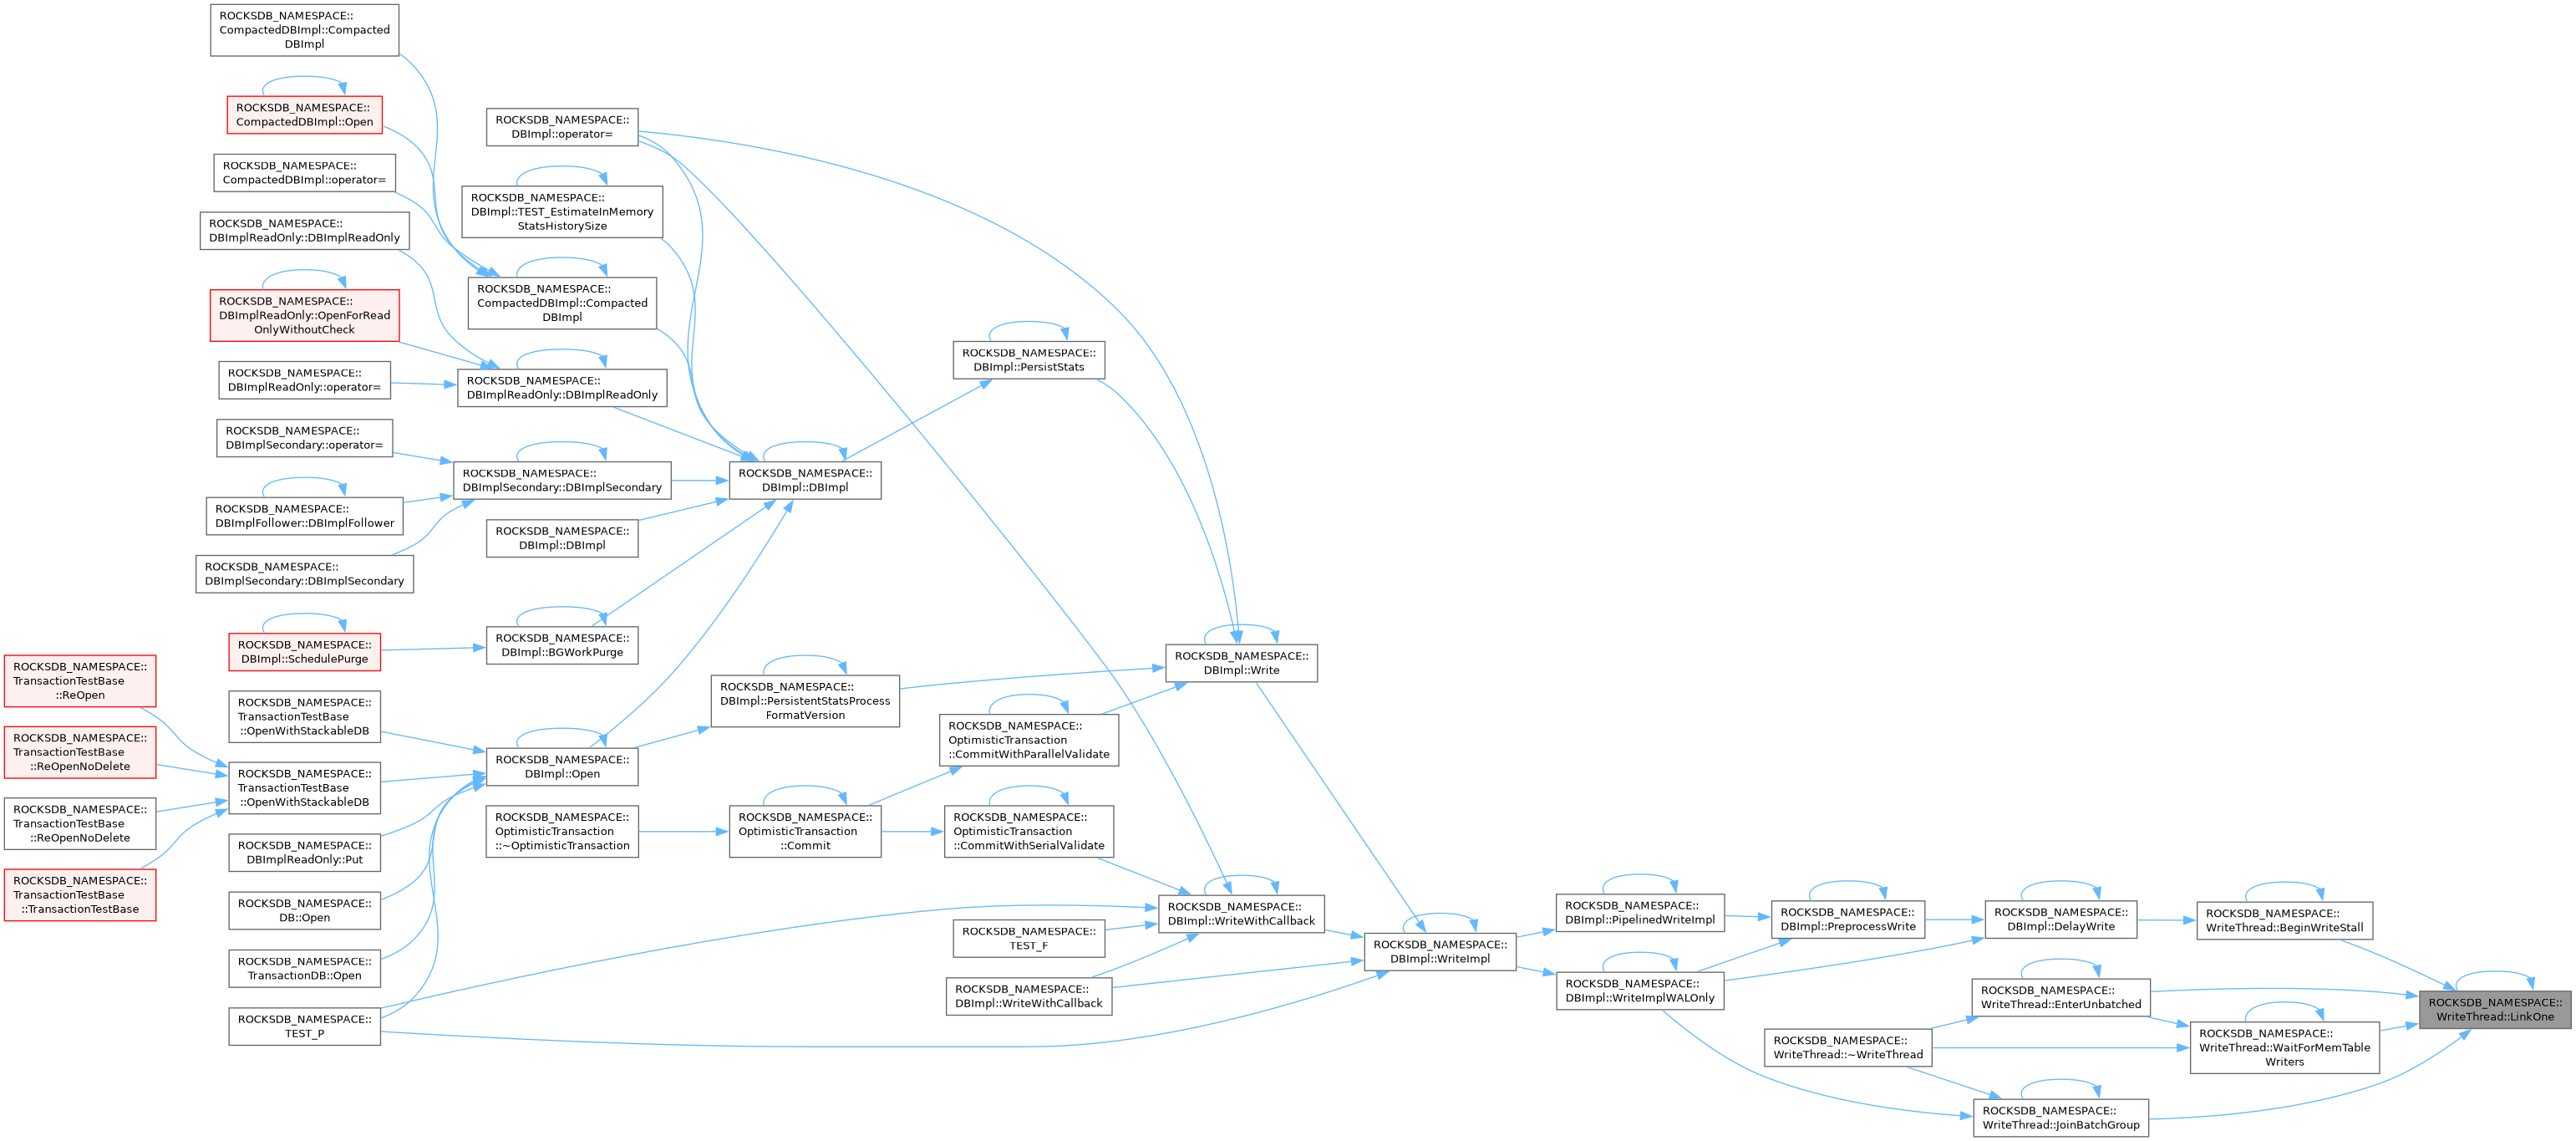 ROCKSDB_NAMESPACE::
CompactedDBImpl::Compacted
DBImpl
ROCKSDB_NAMESPACE::
CompactedDBImpl::Open
ROCKSDB_NAMESPACE::
CompactedDBImpl::operator=
ROCKSDB_NAMESPACE::
DBImplReadOnly::DBImplReadOnly
ROCKSDB_NAMESPACE::
DBImplReadOnly::OpenForRead
OnlyWithoutCheck
ROCKSDB_NAMESPACE::
DBImplReadOnly::operator=
ROCKSDB_NAMESPACE::
DBImplSecondary::operator=
ROCKSDB_NAMESPACE::
DBImplFollower::DBImplFollower
ROCKSDB_NAMESPACE::
DBImplSecondary::DBImplSecondary
ROCKSDB_NAMESPACE::
DBImpl::SchedulePurge
ROCKSDB_NAMESPACE::
TransactionTestBase
::ReOpen
ROCKSDB_NAMESPACE::
TransactionTestBase
::ReOpenNoDelete
ROCKSDB_NAMESPACE::
TransactionTestBase
::ReOpenNoDelete
ROCKSDB_NAMESPACE::
TransactionTestBase
::TransactionTestBase
ROCKSDB_NAMESPACE::
TransactionTestBase
::OpenWithStackableDB
ROCKSDB_NAMESPACE::
TransactionTestBase
::OpenWithStackableDB
ROCKSDB_NAMESPACE::
DBImplReadOnly::Put
ROCKSDB_NAMESPACE::
DB::Open
ROCKSDB_NAMESPACE::
TransactionDB::Open
ROCKSDB_NAMESPACE::
TEST_P
ROCKSDB_NAMESPACE::
DBImpl::operator=
ROCKSDB_NAMESPACE::
DBImpl::TEST_EstimateInMemory
StatsHistorySize
ROCKSDB_NAMESPACE::
CompactedDBImpl::Compacted
DBImpl
ROCKSDB_NAMESPACE::
DBImplReadOnly::DBImplReadOnly
ROCKSDB_NAMESPACE::
DBImplSecondary::DBImplSecondary
ROCKSDB_NAMESPACE::
DBImpl::DBImpl
ROCKSDB_NAMESPACE::
DBImpl::BGWorkPurge
ROCKSDB_NAMESPACE::
DBImpl::Open
ROCKSDB_NAMESPACE::
OptimisticTransaction
::~OptimisticTransaction
ROCKSDB_NAMESPACE::
DBImpl::DBImpl
ROCKSDB_NAMESPACE::
DBImpl::PersistentStatsProcess
FormatVersion
ROCKSDB_NAMESPACE::
OptimisticTransaction
::Commit
ROCKSDB_NAMESPACE::
DBImpl::PersistStats
ROCKSDB_NAMESPACE::
OptimisticTransaction
::CommitWithParallelValidate
ROCKSDB_NAMESPACE::
OptimisticTransaction
::CommitWithSerialValidate
ROCKSDB_NAMESPACE::
TEST_F
ROCKSDB_NAMESPACE::
DBImpl::WriteWithCallback
ROCKSDB_NAMESPACE::
DBImpl::Write
ROCKSDB_NAMESPACE::
DBImpl::WriteWithCallback
ROCKSDB_NAMESPACE::
DBImpl::WriteImpl
ROCKSDB_NAMESPACE::
DBImpl::PipelinedWriteImpl
ROCKSDB_NAMESPACE::
DBImpl::WriteImplWALOnly
ROCKSDB_NAMESPACE::
DBImpl::PreprocessWrite
ROCKSDB_NAMESPACE::
WriteThread::~WriteThread
ROCKSDB_NAMESPACE::
DBImpl::DelayWrite
ROCKSDB_NAMESPACE::
WriteThread::EnterUnbatched
ROCKSDB_NAMESPACE::
WriteThread::JoinBatchGroup
ROCKSDB_NAMESPACE::
WriteThread::BeginWriteStall
ROCKSDB_NAMESPACE::
WriteThread::WaitForMemTable
Writers
ROCKSDB_NAMESPACE::
WriteThread::LinkOne